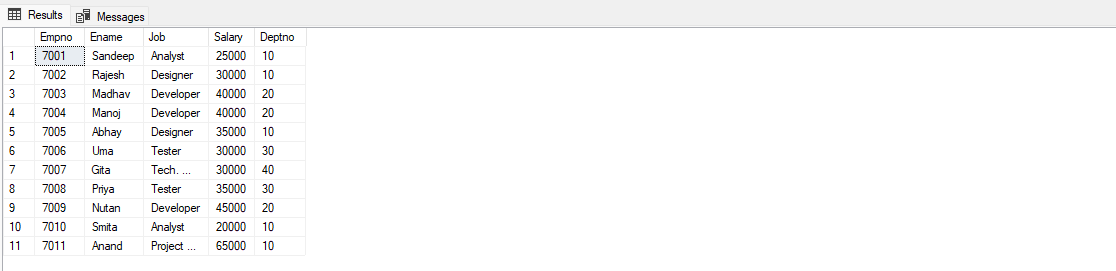 Results Messages
Empno Ename Job Salary Deptno
1 7001 Sandeep Analyst 25000 10
2 7002 Rajesh Designer 30000 10
3 7003 Madhav Developer 40000 20
4 7004 Manoj Developer 40000 20
5 7005 Abhay Designer 35000 10
6 7006 Uma Tester 30000 30
7 7007 Gita Tech. ... 30000 40
8 7008 Priya Tester 35000 30
9 7009 Nutan Developer 45000 20
10 7010 Smita Analyst 20000 10
11 7011 Anand Project ... 65000 10